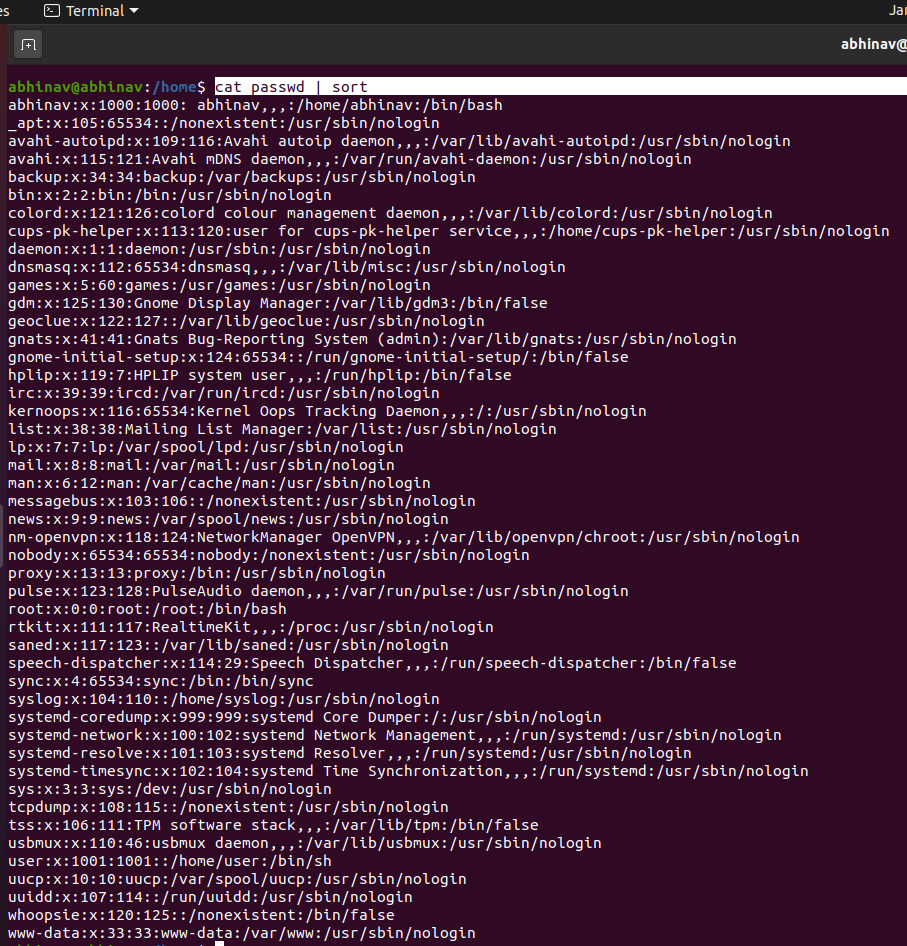 es Terminal Jan
abhinav@
abhinav@abhinav:/home$ cat passwd | sort
abhinav:x:1000:1000: abhinav,,,:/home/abhinav:/bin/bash
_apt:x:105:65534::/nonexistent:/usr/sbin/nologin
avahi-autoipd:x:109:116:Avahi autoip daemon,,,:/var/lib/avahi-autoipd:/usr/sbin/nologin
avahi:x:115:121:Avahi mDNS daemon,,,:/var/run/avahi-daemon:/usr/sbin/nologin
backup:x:34:34:backup:/var/backups:/usr/sbin/nologin
bin:x:2:2:bin:/bin:/usr/sbin/nologin
colord:x:121:126:colord colour management daemon,,,:/var/lib/colord:/usr/sbin/nologin
cups-pk-helper:x:113:120:user for cups-pk-helper service,,,:/home/cups-pk-helper:/usr/sbin/nologin
daemon:x:1:1:daemon:/usr/sbin:/usr/sbin/nologin
dnsmasq:x:112:65534:dnsmasq,,,:/var/lib/misc:/usr/sbin/nologin
games:x:5:60:games:/usr/games:/usr/sbin/nologin
gdm:x:125:130:Gnome Display Manager:/var/lib/gdm3:/bin/false
geoclue:x:122:127::/var/lib/geoclue:/usr/sbin/nologin
gnats:x:41:41:Gnats Bug-Reporting System (admin):/var/lib/gnats:/usr/sbin/nologin
gnome-initial-setup:x:124:65534::/run/gnome-initial-setup/:/bin/false
hplip:x:119:7:HPLIP system user,,,:/run/hplip:/bin/false
irc:x:39:39:ircd:/var/run/ircd:/usr/sbin/nologin
kernoops:x:116:65534:Kernel Oops Tracking Daemon,,,:/:/usr/sbin/nologin
list:x:38:38:Mailing List Manager:/var/list:/usr/sbin/nologin
lp:x:7:7:lp:/var/spool/lpd:/usr/sbin/nologin
mail:x:8:8:mail:/var/mail:/usr/sbin/nologin
man:x:6:12:man:/var/cache/man:/usr/sbin/nologin
messagebus:x:103:106::/nonexistent:/usr/sbin/nologin
news:x:9:9:news:/var/spool/news:/usr/sbin/nologin
nm-openvpn:x:118:124:NetworkManager OpenVPN,,,:/var/lib/openvpn/chroot:/usr/sbin/nologin
nobody:x:65534:65534:nobody:/nonexistent:/usr/sbin/nologin
proxy:x:13:13:proxy:/bin:/usr/sbin/nologin
pulse:x:123:128:PulseAudio daemon,,,:/var/run/pulse:/usr/sbin/nologin
root:x:0:0:root:/root:/bin/bash
rtkit:x:111:117:RealtimeKit,,,:/proc:/usr/sbin/nologin
saned:x:117:123::/var/lib/saned:/usr/sbin/nologin
speech-dispatcher:x:114:29:Speech Dispatcher,,,:/run/speech-dispatcher:/bin/false
sync:x:4:65534:sync:/bin:/bin/sync
syslog:x:104:110::/home/syslog:/usr/sbin/nologin
systemd-coredump:x:999:999:systemd Core Dumper:/:/usr/sbin/nologin
systemd-network:x:100:102:systemd Network Management,,,:/run/systemd:/usr/sbin/nologin
systemd-resolve:x:101:103:systemd Resolver,,,:/run/systemd:/usr/sbin/nologin
systemd-timesync:x:102:104:systemd Time Synchronization,,,:/run/systemd:/usr/sbin/nologin
sys:x:3:3:sys:/dev:/usr/sbin/nologin
tcpdump:x:108:115::/nonexistent:/usr/sbin/nologin
tss:x:106:111:TPM software stack,,,:/var/lib/tpm:/bin/false
usbmux:x:110:46:usbmux daemon,,,:/var/lib/usbmux:/usr/sbin/nologin
user:x:1001:1001::/home/user:/bin/sh
uucp:x:10:10:uucp:/var/spool/uucp:/usr/sbin/nologin
uuidd:x:107:114::/run/uuidd:/usr/sbin/nologin
whoopsie:x:120:125::/nonexistent:/bin/false
www-data:x:33:33:www-data:/var/www:/usr/sbin/nologin